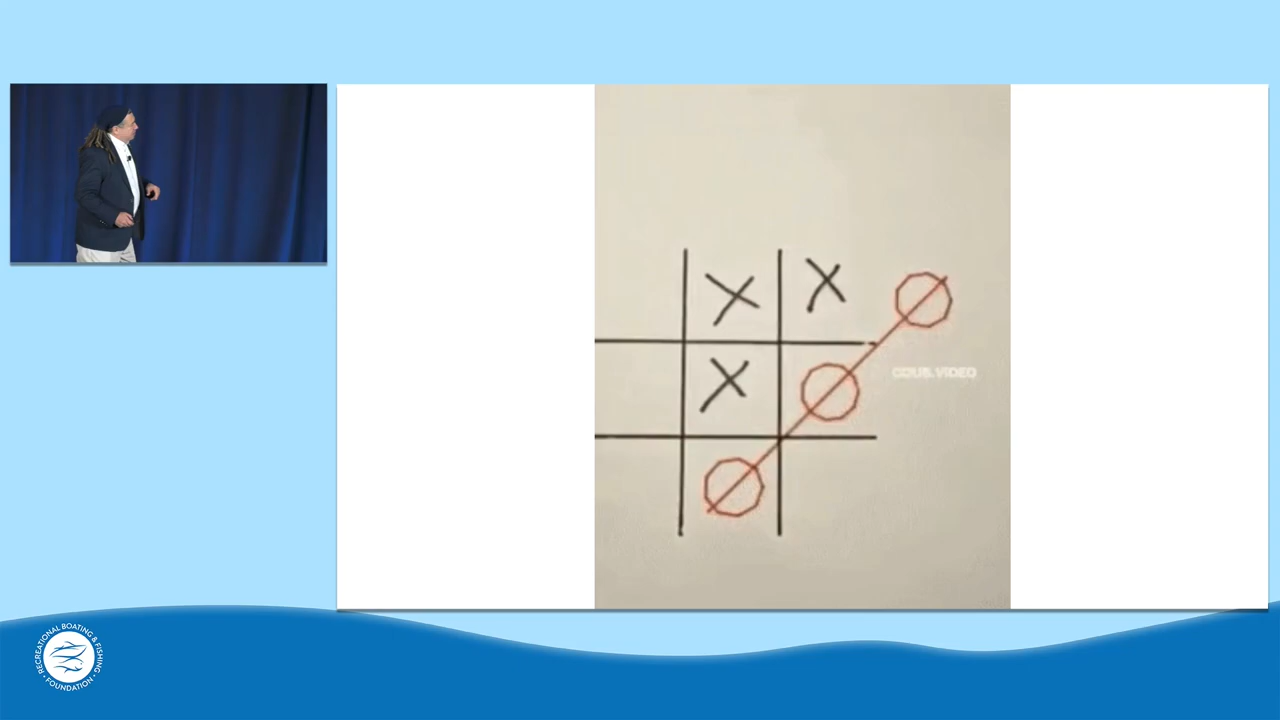 X X O
COUB.VIDEO
X O
O
RECREATIONAL BOATING & FISHING
• FOUNDATION •